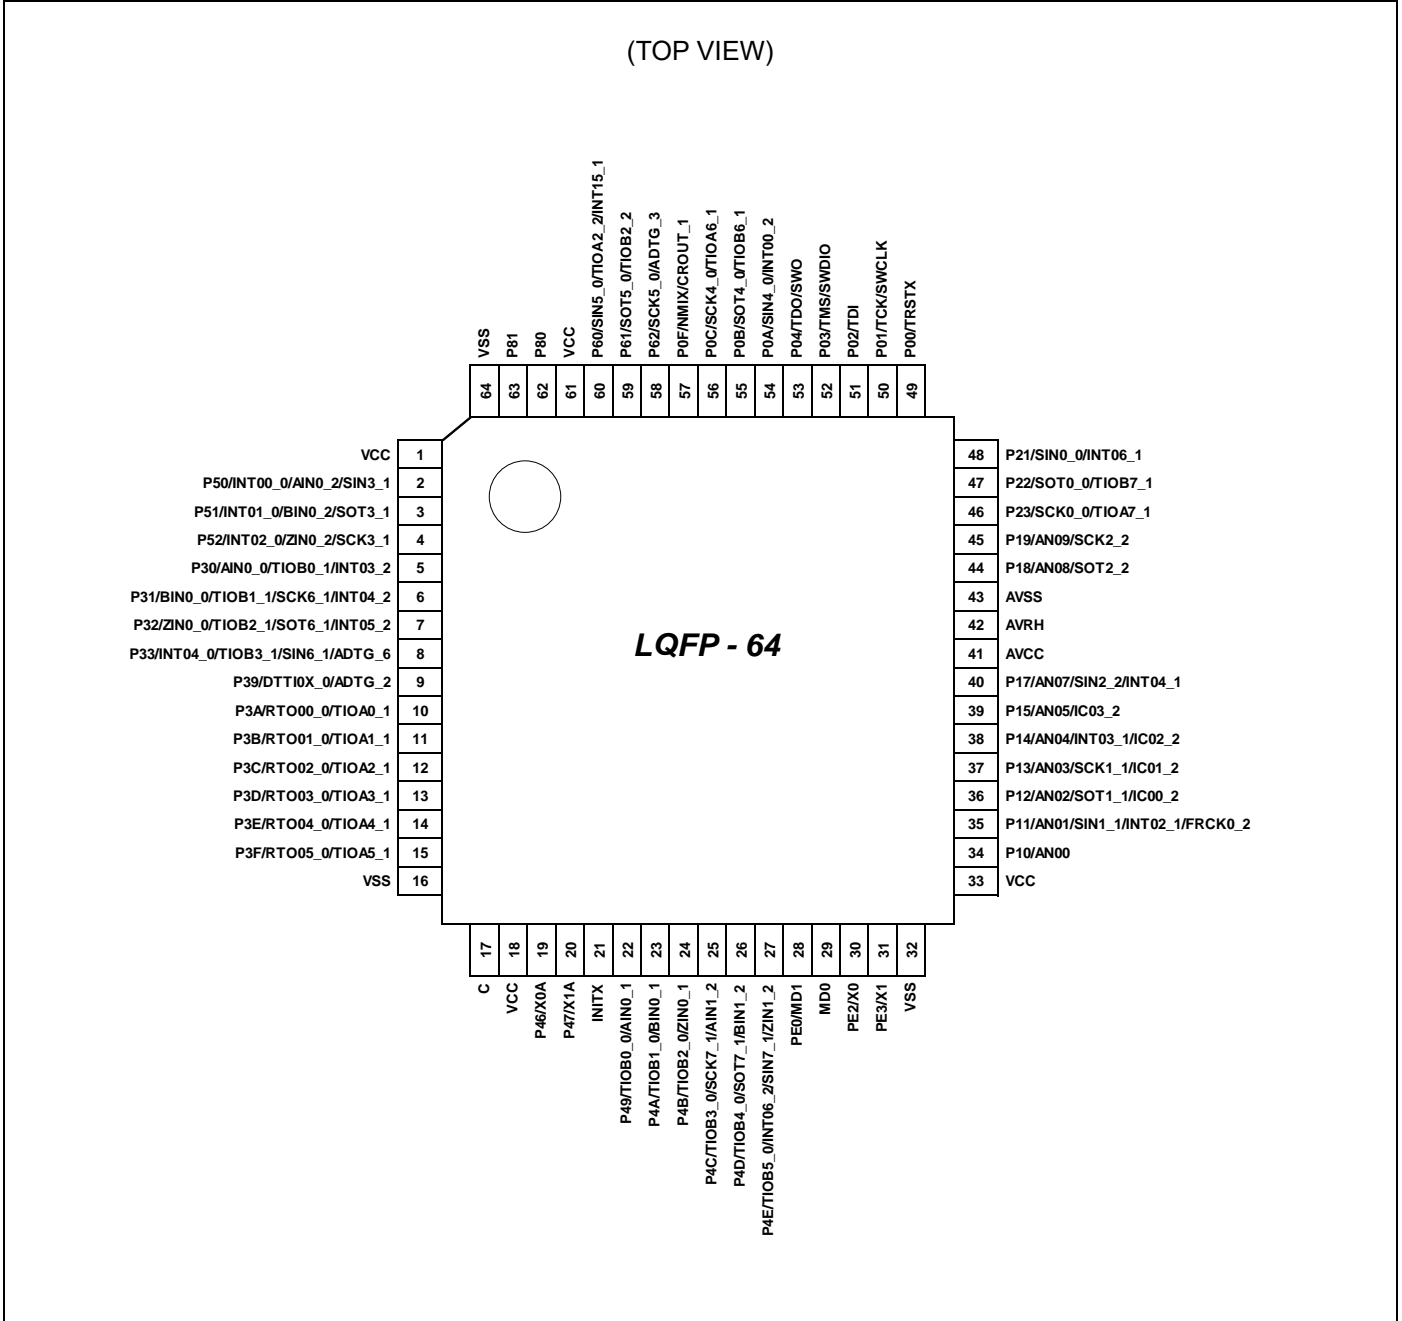 (TOP VIEW)
VSS
P81
P80
VCC
P60/SIN5_0/TIOA2_2/INT15_1
P61/SOT5_0/TIOB2_2
P62/SCK5_0/ADTG_3
P0F/NMIX/CROUT_1
P0C/SCK4_0/TIOA6_1
P0B/SOT4_0/TIOB6_1
P0A/SIN4_0/INT00_2
P04/TDO/SWO
P03/TMS/SWDIO
P02/TDI
P01/TCK/SWCLK
P00/TRSTX
64 63 62 61 60 59 58 57 56 55 54 53 52 51 50 49
VCC 1
P50/INT00_0/AIN0_2/SIN3_1 2
P51/INT01_0/BIN0_2/SOT3_1 3
P52/INT02_0/ZIN0_2/SCK3_1 4
P30/AIN0_0/TIOB0_1/INT03_2 5
P31/BIN0_0/TIOB1_1/SCK6_1/INT04_2 6
P32/ZIN0_0/TIOB2_1/SOT6_1/INT05_2 7
P33/INT04_0/TIOB3_1/SIN6_1/ADTG_6 8
P39/DTTI0X_0/ADTG_2 9
P3A/RTO00_0/TIOA0_1 10
P3B/RTO01_0/TIOA1_1 11
P3C/RTO02_0/TIOA2_1 12
P3D/RTO03_0/TIOA3_1 13
P3E/RTO04_0/TIOA4_1 14
P3F/RTO05_0/TIOA5_1 15
VSS 16
LQFP - 64
48 P21/SIN0_0/INT06_1
47 P22/SOT0_0/TIOB7_1
46 P23/SCK0_0/TIOA7_1
45 P19/AN09/SCK2_2
44 P18/AN08/SOT2_2
43 AVSS
42 AVRH
41 AVCC
40 P17/AN07/SIN2_2/INT04_1
39 P15/AN05/IC03_2
38 P14/AN04/INT03_1/IC02_2
37 P13/AN03/SCK1_1/IC01_2
36 P12/AN02/SOT1_1/IC00_2
35 P11/AN01/SIN1_1/INT02_1/FRCK0_2
34 P10/AN00
33 VCC
17 18 19 20 21 22 23 24 25 26 27 28 29 30 31 32
C
VCC
P46/X0A
P47/X1A
INITX
P49/TIOB0_0/AIN0_1
P4A/TIOB1_0/BIN0_1
P4B/TIOB2_0/ZIN0_1
P4C/TIOB3_0/SCK7_1/AIN1_2
P4D/TIOB4_0/SOT7_1/BIN1_2
P4E/TIOB5_0/INT06_2/SIN7_1/ZIN1_2
PE0/MD1
MD0
PE2/X0
PE3/X1
VSS